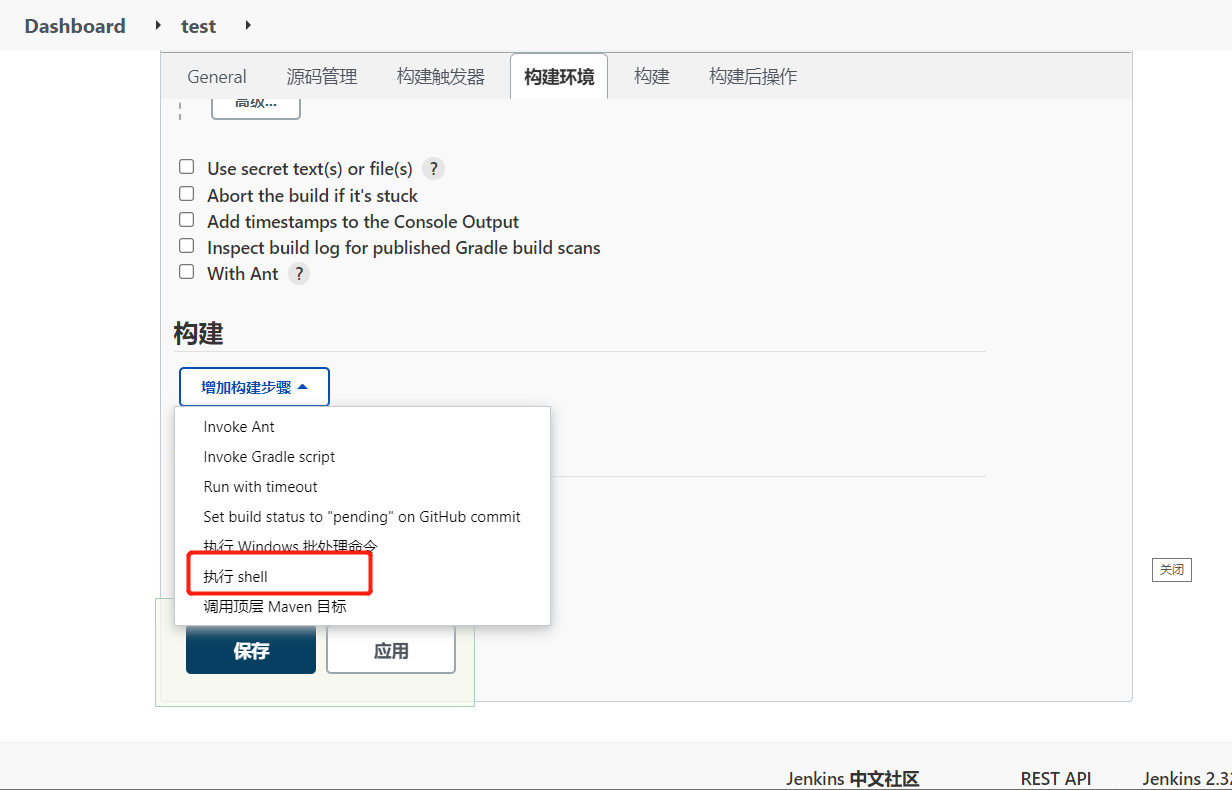 Dashboard test
General 源码管理 构建触发器 构建环境 构建 构建后操作
高级...
Use secret text(s) or file(s) ?
Abort the build if it's stuck
Add timestamps to the Console Output
Inspect build log for published Gradle build scans
With Ant ?
构建
增加构建步骤
Invoke Ant
Invoke Gradle script
Run with timeout
Set build status to "pending" on GitHub commit
执行 Windows 批处理命令
执行 shell
关闭
调用顶层 Maven 目标
保存 应用
Jenkins 中文社区 REST API Jenkins 2.32